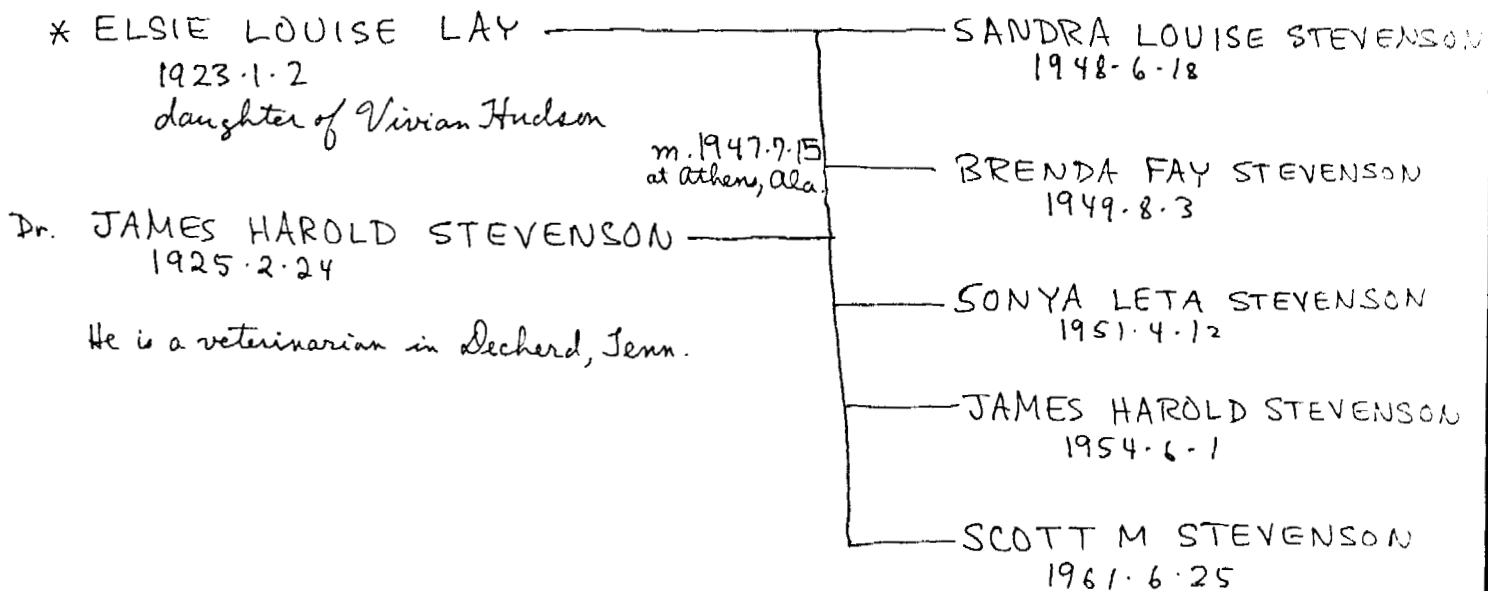 * ELSIE LOUISE LAY
1923.1.2
daughter of Vivian Hudson
m. 1947.7.15
at Athens, Ala.
Dr. JAMES HAROLD STEVENSON
1925.2.24
He is a veterinarian in Decherd, Tenn.
SANDRA LOUISE STEVENSON
1948-6-18
BRENDA FAY STEVENSON
1949.8.3
SONYA LETA STEVENSON
1951.4.12
JAMES HAROLD STEVENSON
1954.6-1
SCOTT M STEVENSON
1961.6.25